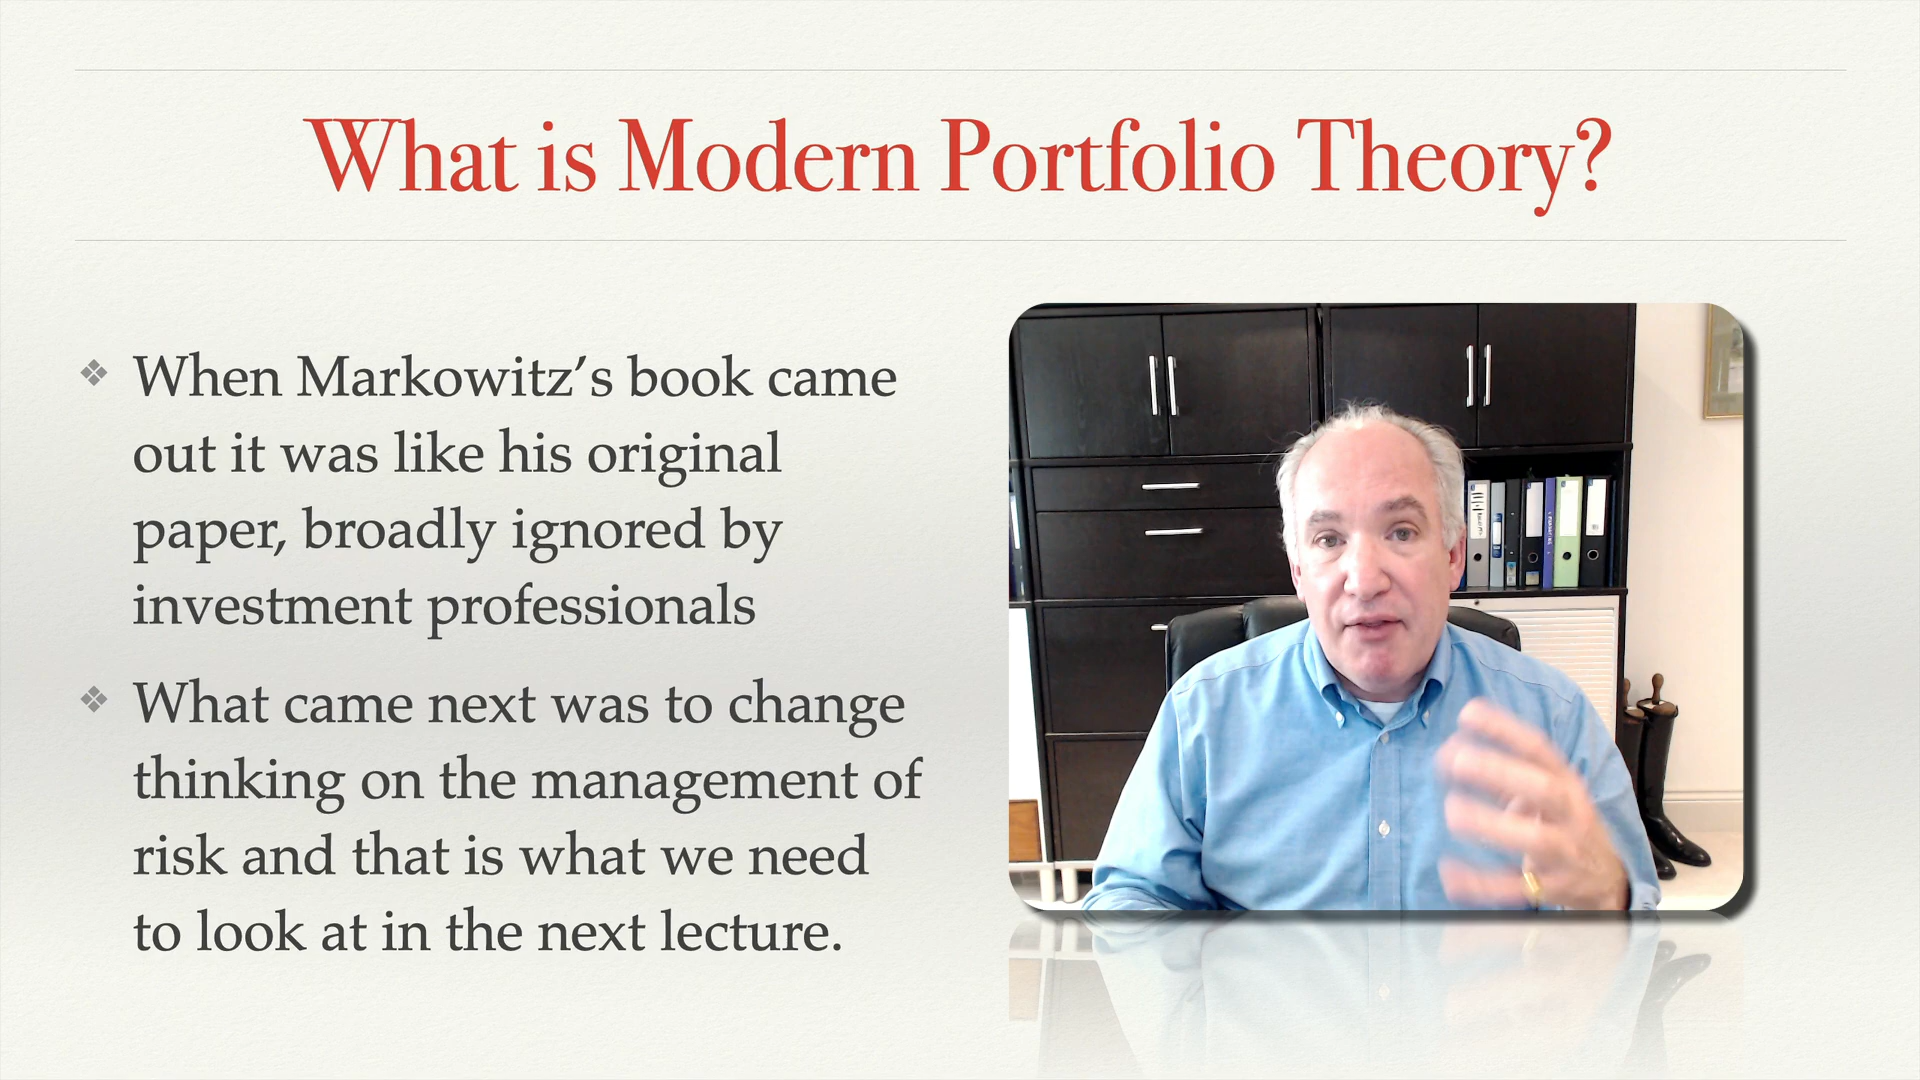 What is Modern Portfolio Theory?
When Markowitz’s book came
out it was like his original
paper, broadly ignored by
investment professionals
What came next was to change
thinking on the management of
risk and that is what we need
to look at in the next lecture.